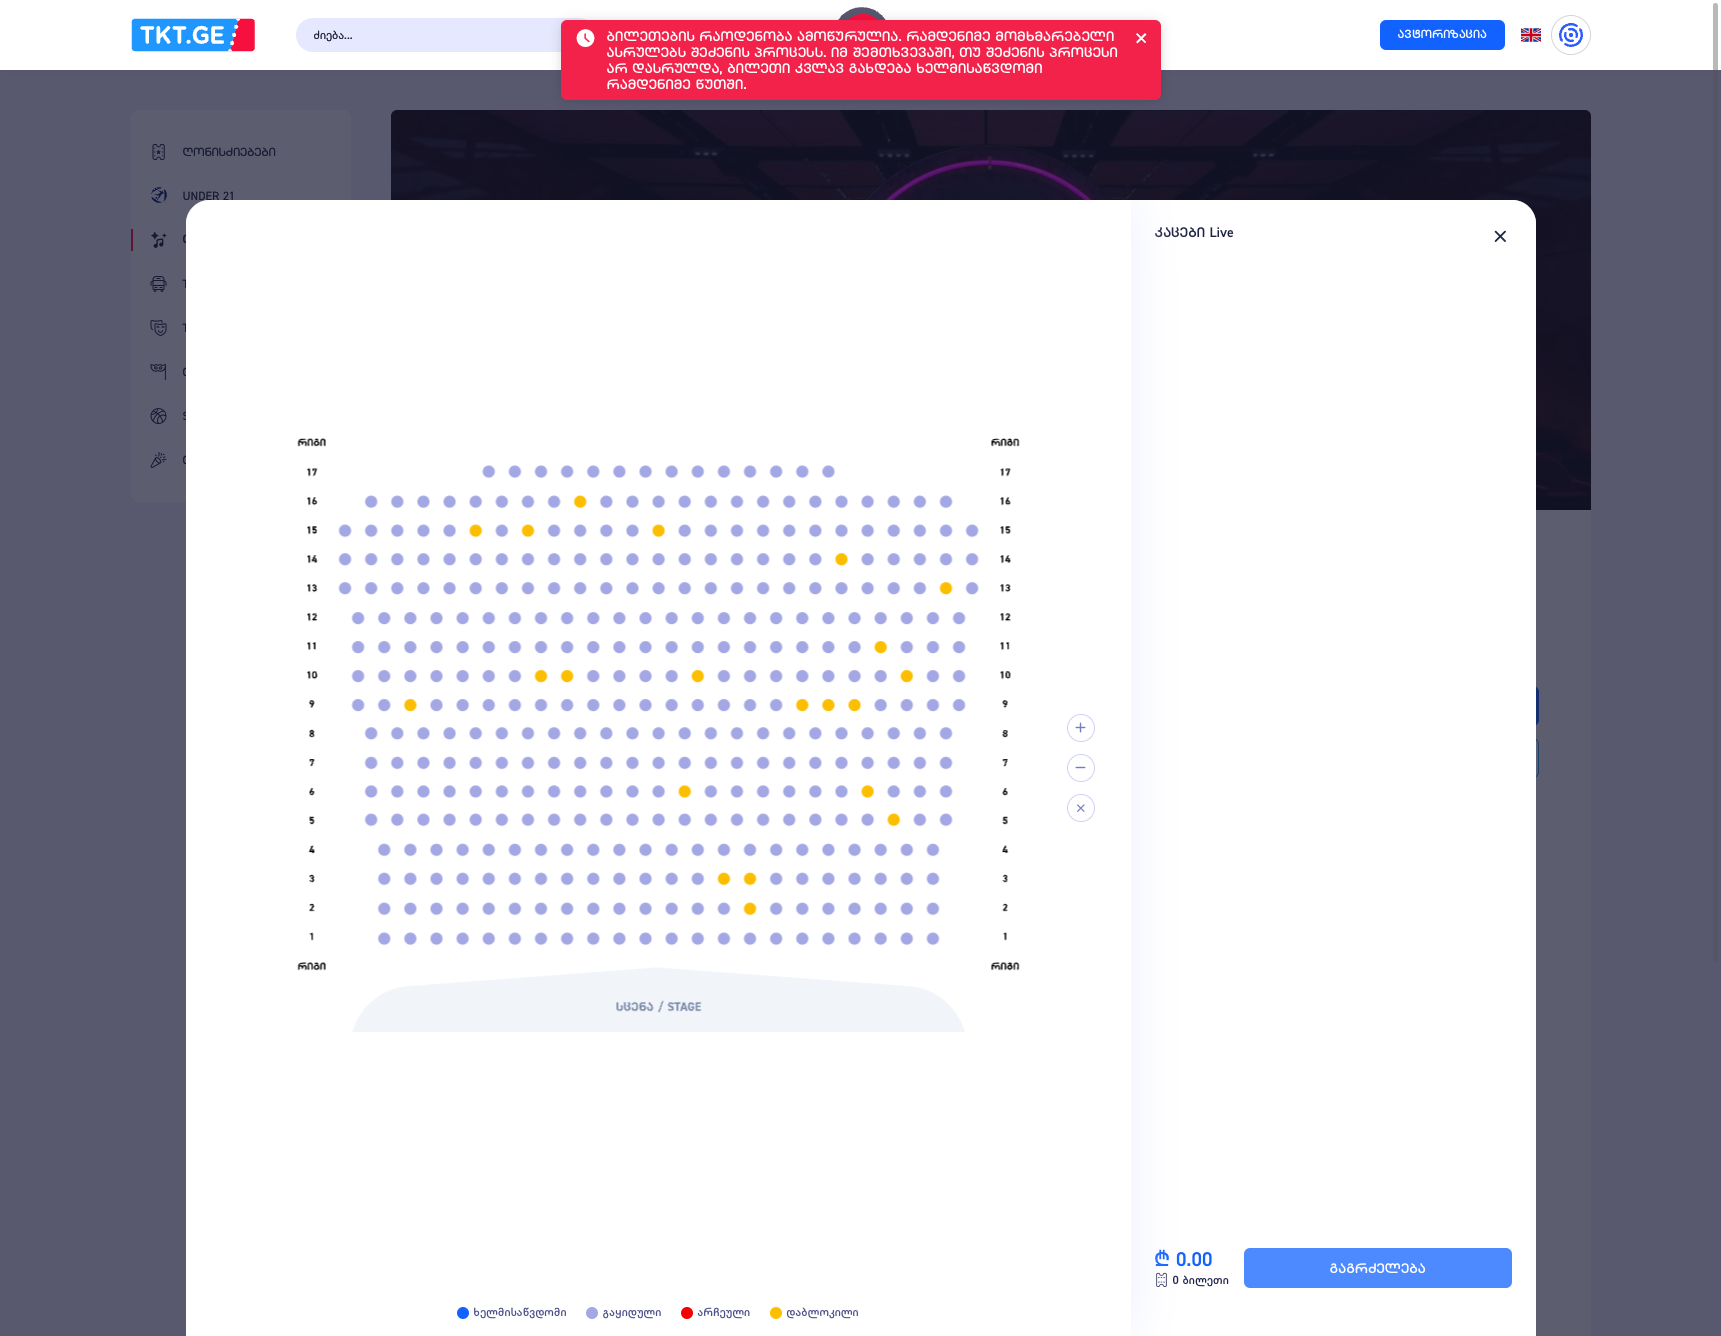 TKT.GE
ძიება...
ბილეთების რაოდენობა ამოწურულია. რამდენიმე მომხმარებელი
ასრულებს შეძენის პროცესს. იმ შემთხვევაში, თუ შეძენის პროცესი
არ დასრულდა, ბილეთი კვლავ გახდება ხელმისაწვდომი
რამდენიმე წუთში.
ავტორიზაცია
ღონისძიებები
UNDER 21
კაცები Live
რიგი რიგი
17 17
16 16
15 15
14 14
13 13
12 12
11 11
10 10
9 9
8 8
7 7
6 6
5 5
4 4
3 3
2 2
1 1
რიგი რიგი
სცენა / STAGE
₾ 0.00
0 ბილეთი
გაგრძელება
ხელმისაწვდომი გაყიდული არჩეული დაბლოკილი